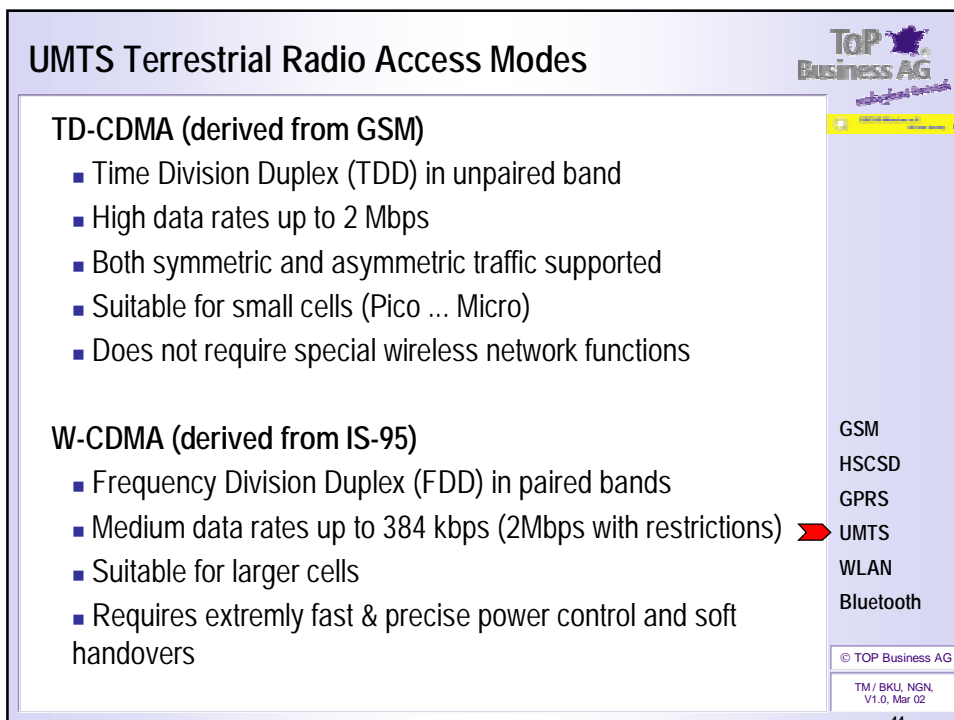 UMTS Terrestrial Radio Access Modes
ToP
Business AG
TD-CDMA (derived from GSM)
■ Time Division Duplex (TDD) in unpaired band
■ High data rates up to 2 Mbps
■ Both symmetric and asymmetric traffic supported
■ Suitable for small cells (Pico ... Micro)
■ Does not require special wireless network functions
W-CDMA (derived from IS-95)
■ Frequency Division Duplex (FDD) in paired bands
■ Medium data rates up to 384 kbps (2Mbps with restrictions)
■ Suitable for larger cells
■ Requires extremly fast & precise power control and soft
handovers
GSM
HSCSD
GPRS
UMTS
WLAN
Bluetooth
© TOP Business AG
TM / BKU, NGN,
V1.0, Mar 02